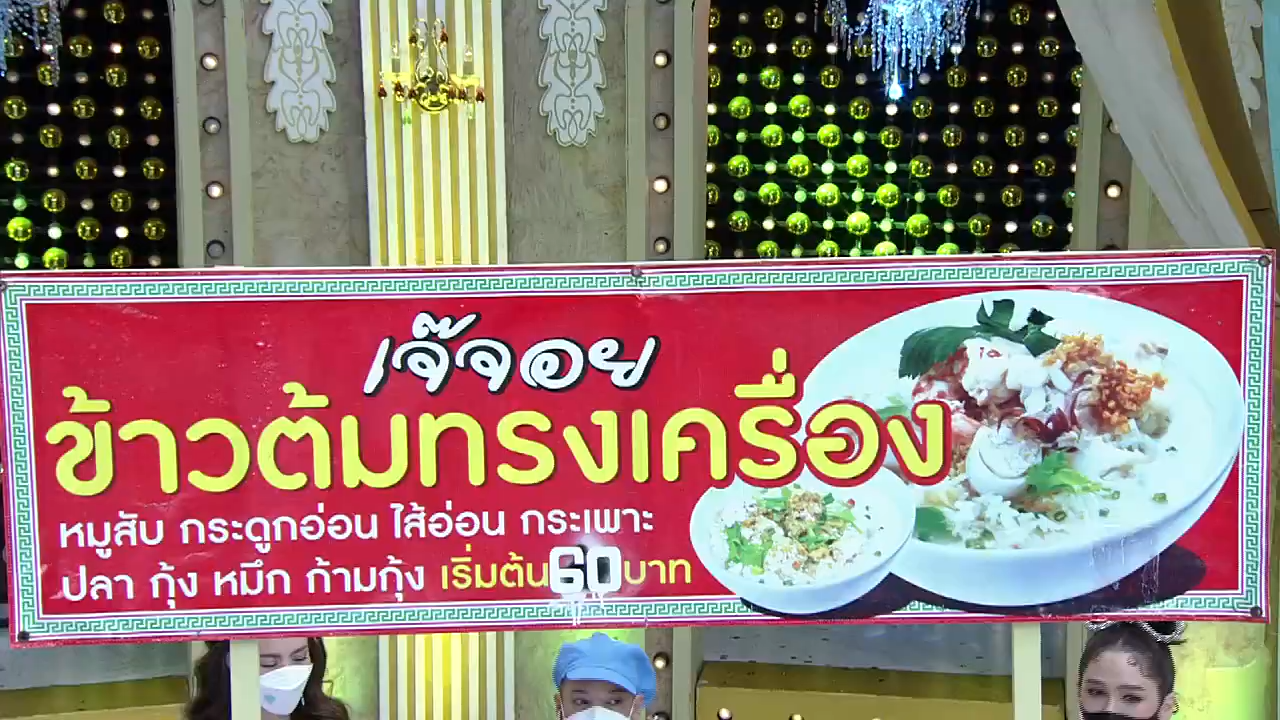 เจ๊จอย
ข้าวต้มทรงเครื่อง
หมูสับ กระดูกอ่อน ไส้อ่อน กระเพาะ
ปลา กุ้ง หมึก ก้ามกุ้ง เริ่มต้น60บาท